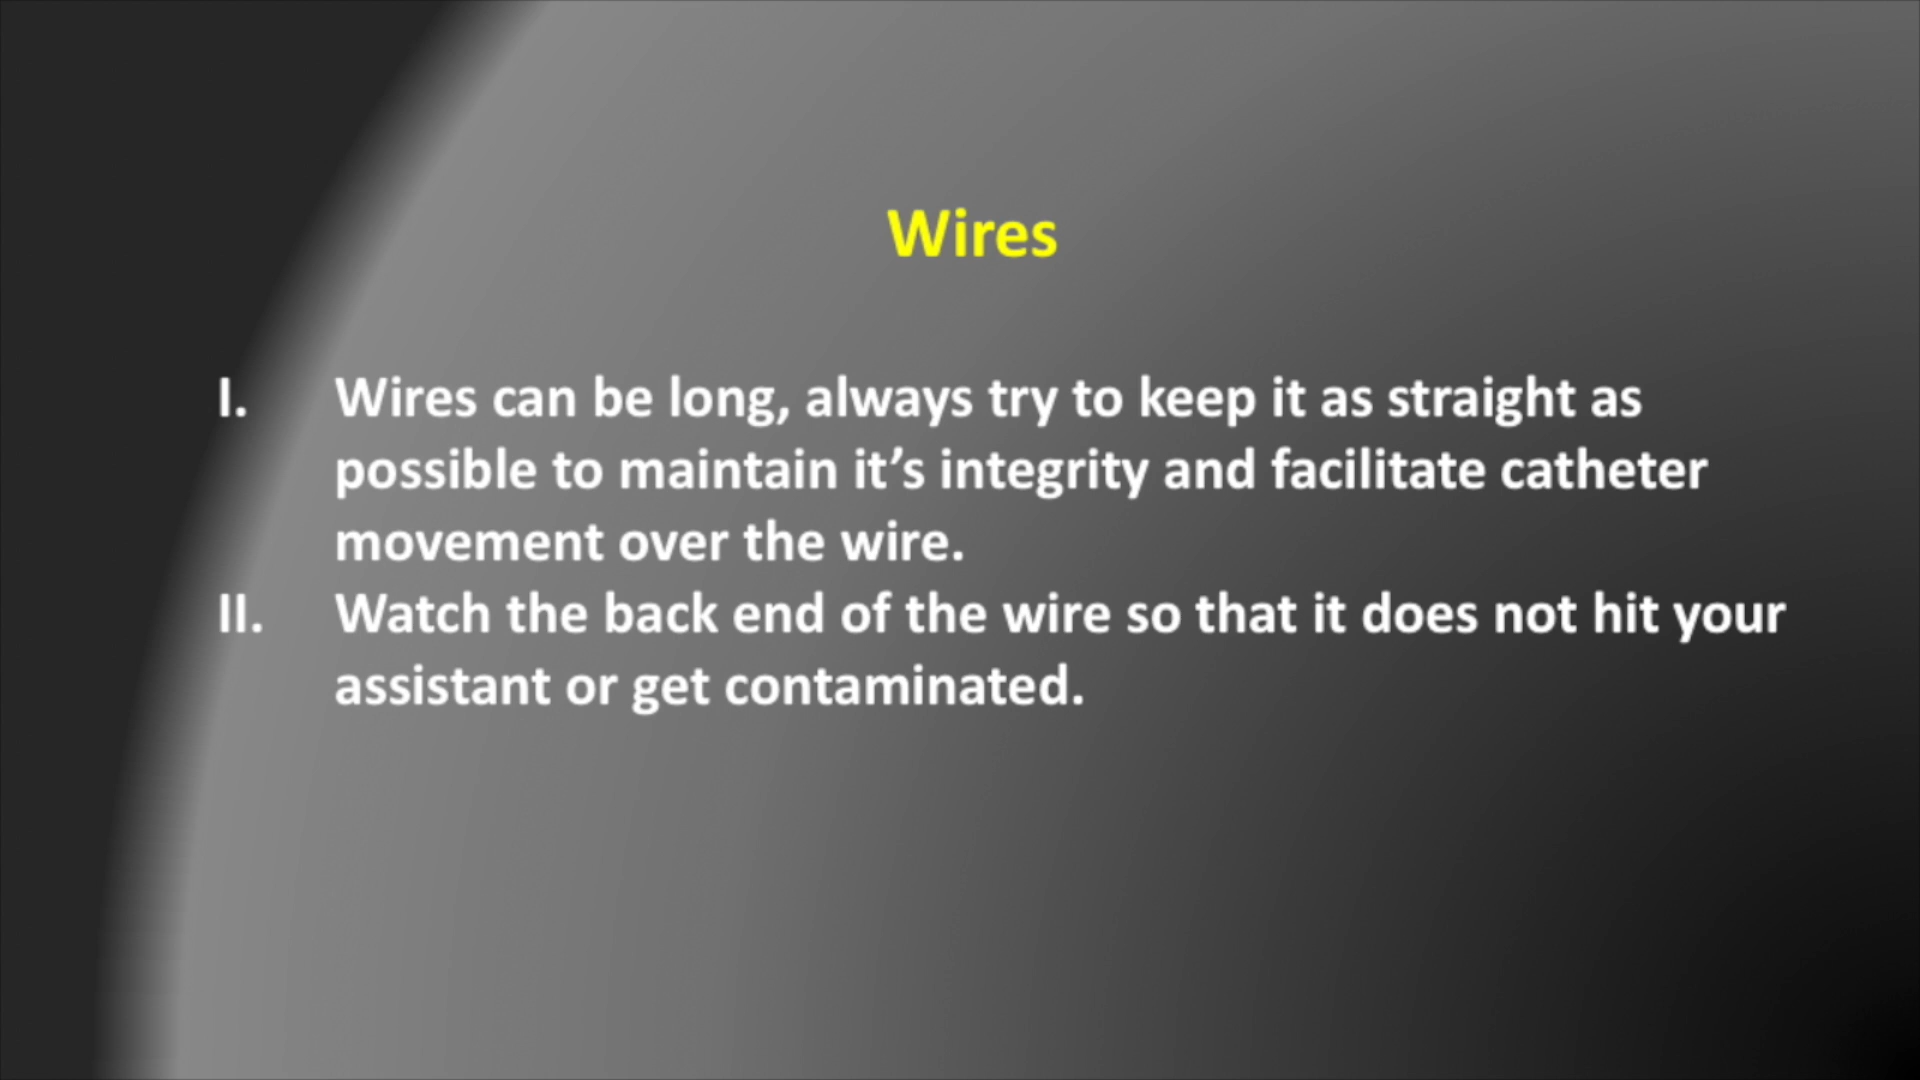 Wires
I. Wires can be long, always try to keep it as straight as
possible to maintain it’s integrity and facilitate catheter
movement over the wire.
II. Watch the back end of the wire so that it does not hit your
assistant or get contaminated.